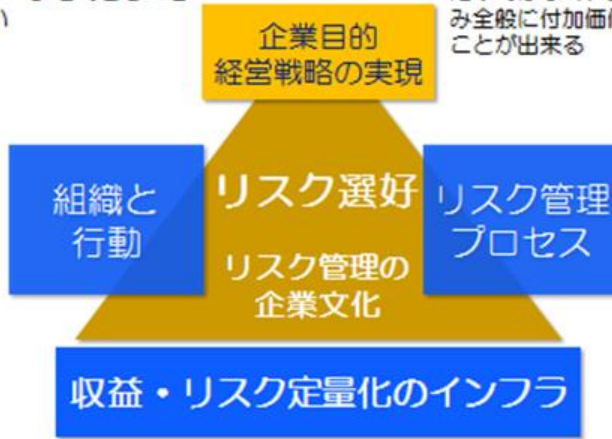 み全般に付加価
ことが出来る
企業目的
経営戦略の実現
組織と
行動
リスク選好
リスク管理の
企業文化
リスク管理
プロセス
収益・リスク定量化のインフラ